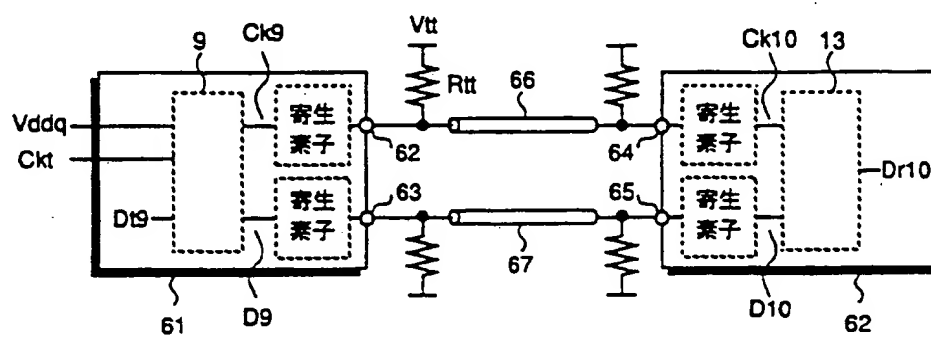 Vtt
9
Ck9
Ck10
13
Rtt
66
Vddq
寄生
素子
寄生
素子
62
64
Ckt
Dr10
Dt9
寄生
素子
63
65
寄生
素子
67
61
D9
D10
62